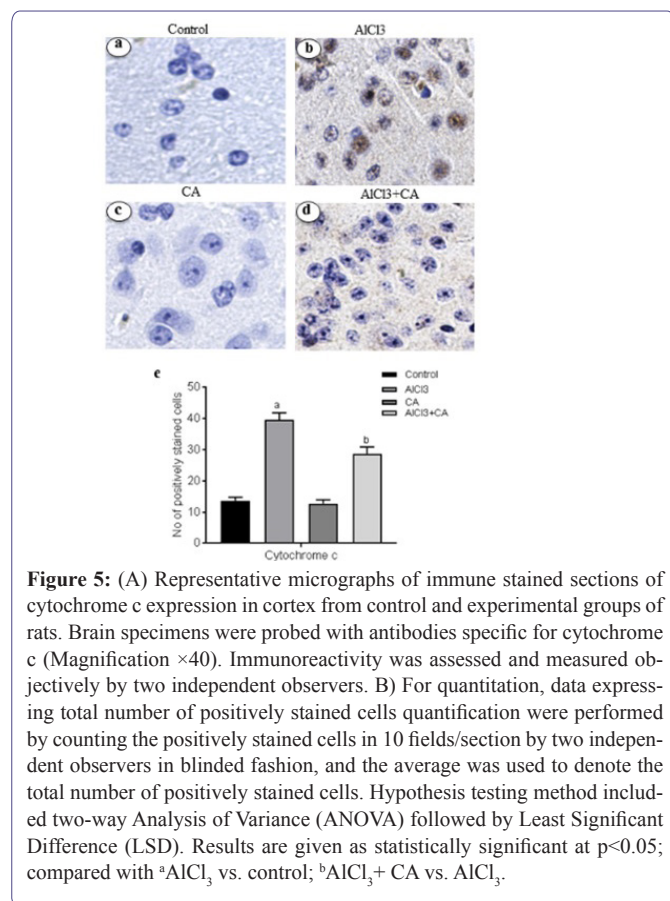 Control AlCl3
a b
CA AlCl3+CA
c d
e
Control
AlCl3
CA
AlCl3+CA
No of positively stained cells
50
40
30
20
10
0
a
b
Cytochrome c
Figure 5: (A) Representative micrographs of immune stained sections of
cytochrome c expression in cortex from control and experimental groups of
rats. Brain specimens were probed with antibodies specific for cytochrome
c (Magnification ×40). Immunoreactivity was assessed and measured ob-
jectively by two independent observers. B) For quantitation, data express-
ing total number of positively stained cells quantification were performed
by counting the positively stained cells in 10 fields/section by two indepen-
dent observers in blinded fashion, and the average was used to denote the
total number of positively stained cells. Hypothesis testing method includ-
ed two-way Analysis of Variance (ANOVA) followed by Least Significant
Difference (LSD). Results are given as statistically significant at p<0.05;
compared with ᵃAlCl₃ vs. control; ᵇAlCl₃+ CA vs. AlCl₃.